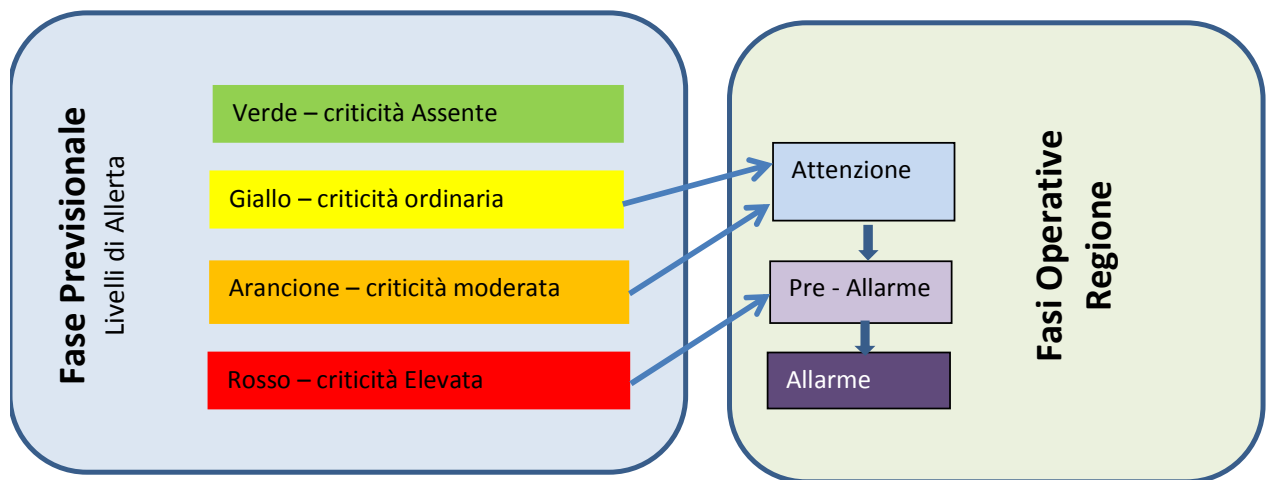 Fase Previsionale
Livelli di Allerta
Verde – criticità Assente
Giallo – criticità ordinaria
Arancione – criticità moderata
Rosso – criticità Elevata
Attenzione
Pre - Allarme
Allarme
Fasi Operative
Regione